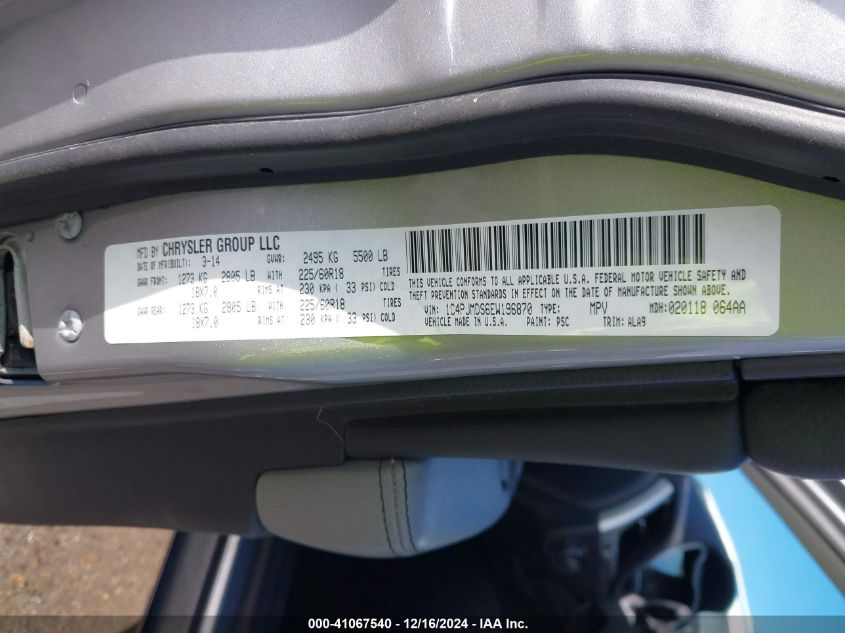 MFD BY CHRYSLER GROUP LLC
DATE OF MFR(BUILT): 3-14 GVWR: 2495 KG 5500 LB
GAWR FRONT: 1273 KG 2805 LB WITH 225/60R18 TIRES
18X7.0 RIMS AT 230 KPA ( 33 PSI) COLD
GAWR REAR: 1273 KG 2805 LB WITH 225/60R18 TIRES
18X7.0 RIMS AT 230 KPA ( 33 PSI) COLD
THIS VEHICLE CONFORMS TO ALL APPLICABLE U.S.A. FEDERAL MOTOR VEHICLE SAFETY AND
THEFT PREVENTION STANDARDS IN EFFECT ON THE DATE OF MANUFACTURE SHOWN ABOVE.
VIN: 1C4PJMDS6EW196870 TYPE: MPV MDH: 020118 064AA
VEHICLE MADE IN U.S.A. PAINT: PSC TRIM: ALA9
000-41067540 - 12/16/2024 - IAA Inc.